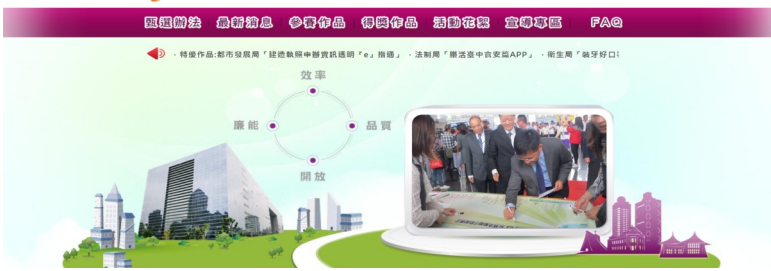 甄選辦法 最新消息 參賽作品 得獎作品 活動花絮 宣導專區 FAQ
·特優作品:都市發展局「建造執照申辦資訊透明『e』指通」 ·法制局「樂活臺中食安篇APP」 ·衛生局「裝牙好口
效率
廉能
品質
開放